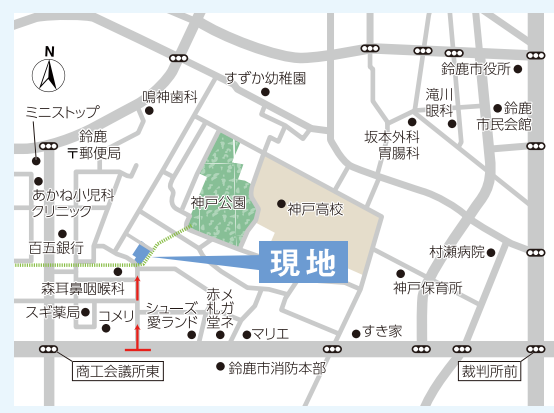 N
すずか幼稚園
鈴鹿市役所
鳴神歯科
滝川
眼科
鈴鹿
市民会館
ミニストップ
鈴鹿
〒郵便局
坂本外科
胃腸科
あかね小児科
クリニック
神戸公園
神戸高校
百五銀行
村瀬病院
現地
森耳鼻咽喉科
神戸保育所
スギ薬局
コメリ
シューズ
愛ランド
赤札堂
メガネ
マリエ
すき家
商工会議所東
鈴鹿市消防本部
裁判所前